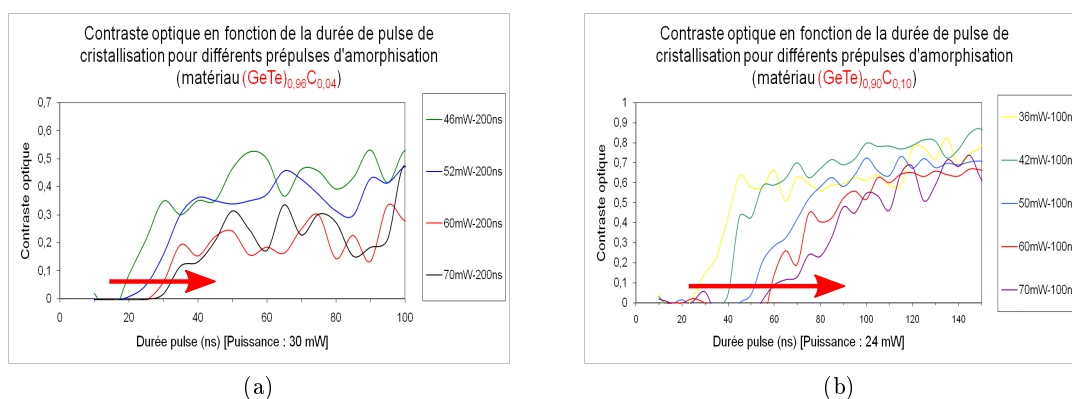 Contraste optique en fonction de la durée de pulse de
cristallisation pour différents prépulses d'amorphisation
(matériau (GeTe)0,96C0,04)
0,7
0,6
0,5
0,4
0,3
0,2
0,1
0
Contraste optique
0
20
40
60
80
100
Durée pulse (ns) [Puissance : 30 mW]
46mW-200ns
52mW-200ns
60mW-200ns
70mW-200ns
(a)
Contraste optique en fonction de la durée de pulse de
cristallisation pour différents prépulses d'amorphisation
(matériau (GeTe)0,90C0,10)
1
0,9
0,8
0,7
0,6
0,5
0,4
0,3
0,2
0,1
0
Contraste optique
0
20
40
60
80
100
120
140
Durée pulse (ns) [Puissance : 24 mW]
36mW-100n
42mW-100n
50mW-100n
60mW-100n
70mW-100n
(b)